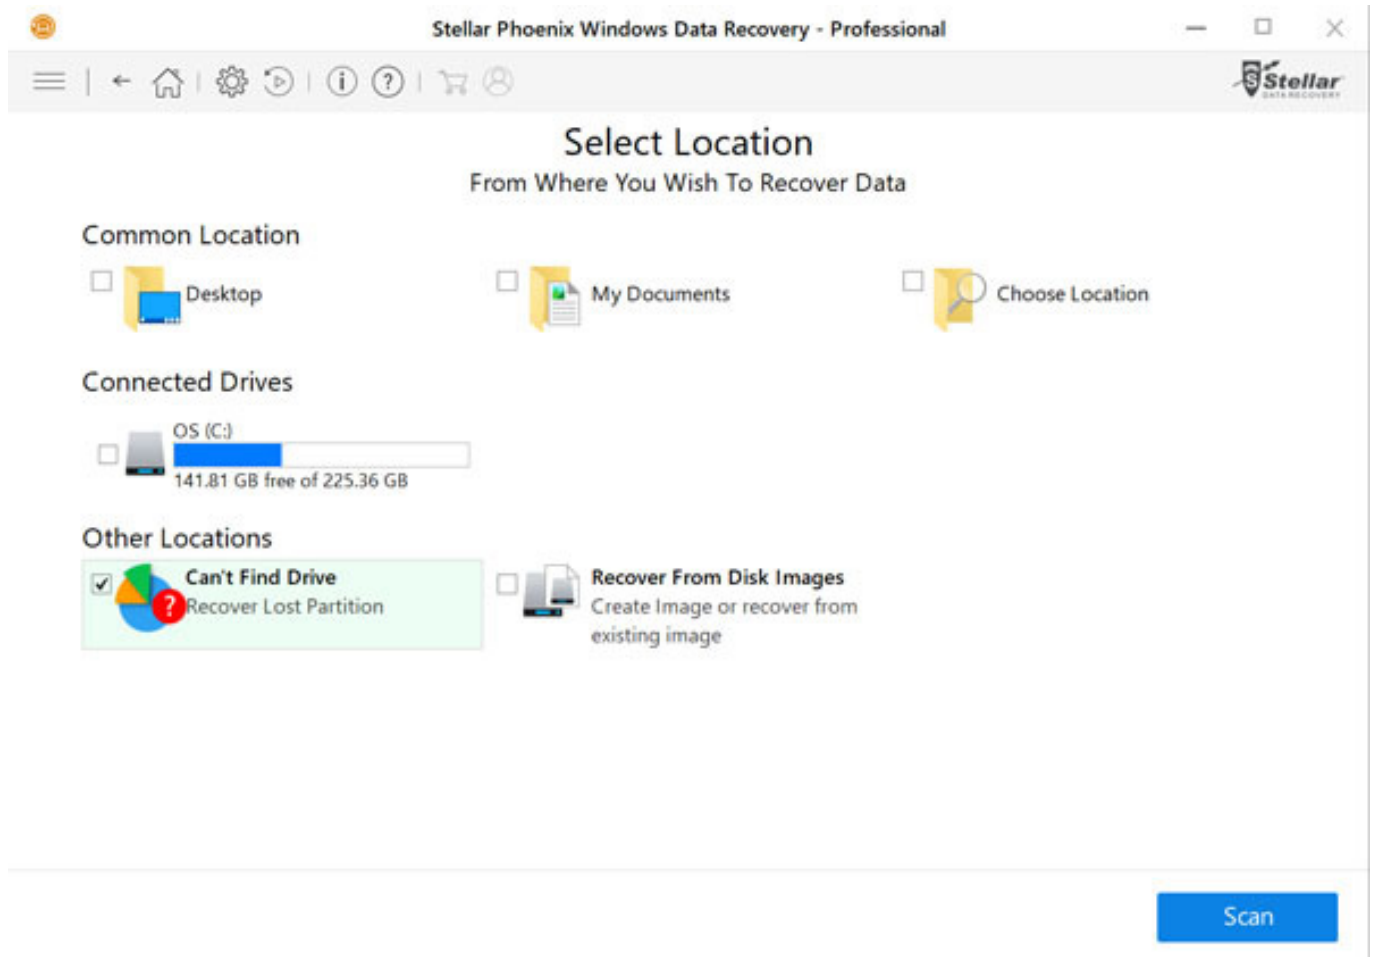 Stellar Phoenix Windows Data Recovery - Professional
Stellar
DATA RECOVERY
Select Location
From Where You Wish To Recover Data
Common Location
Desktop
My Documents
Choose Location
Connected Drives
OS (C:)
141.81 GB free of 225.36 GB
Other Locations
Can't Find Drive
Recover Lost Partition
Recover From Disk Images
Create Image or recover from
existing image
Scan